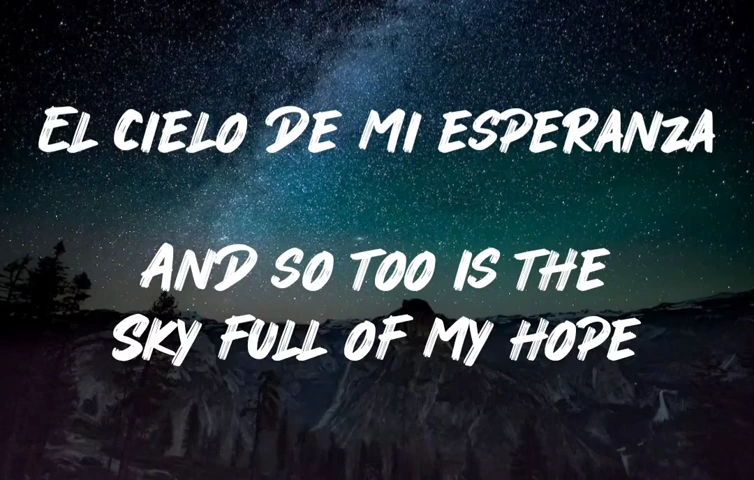 EL CIELO DE MI ESPERANZA
AND SO TOO IS THE
SKY FULL OF MY HOPE